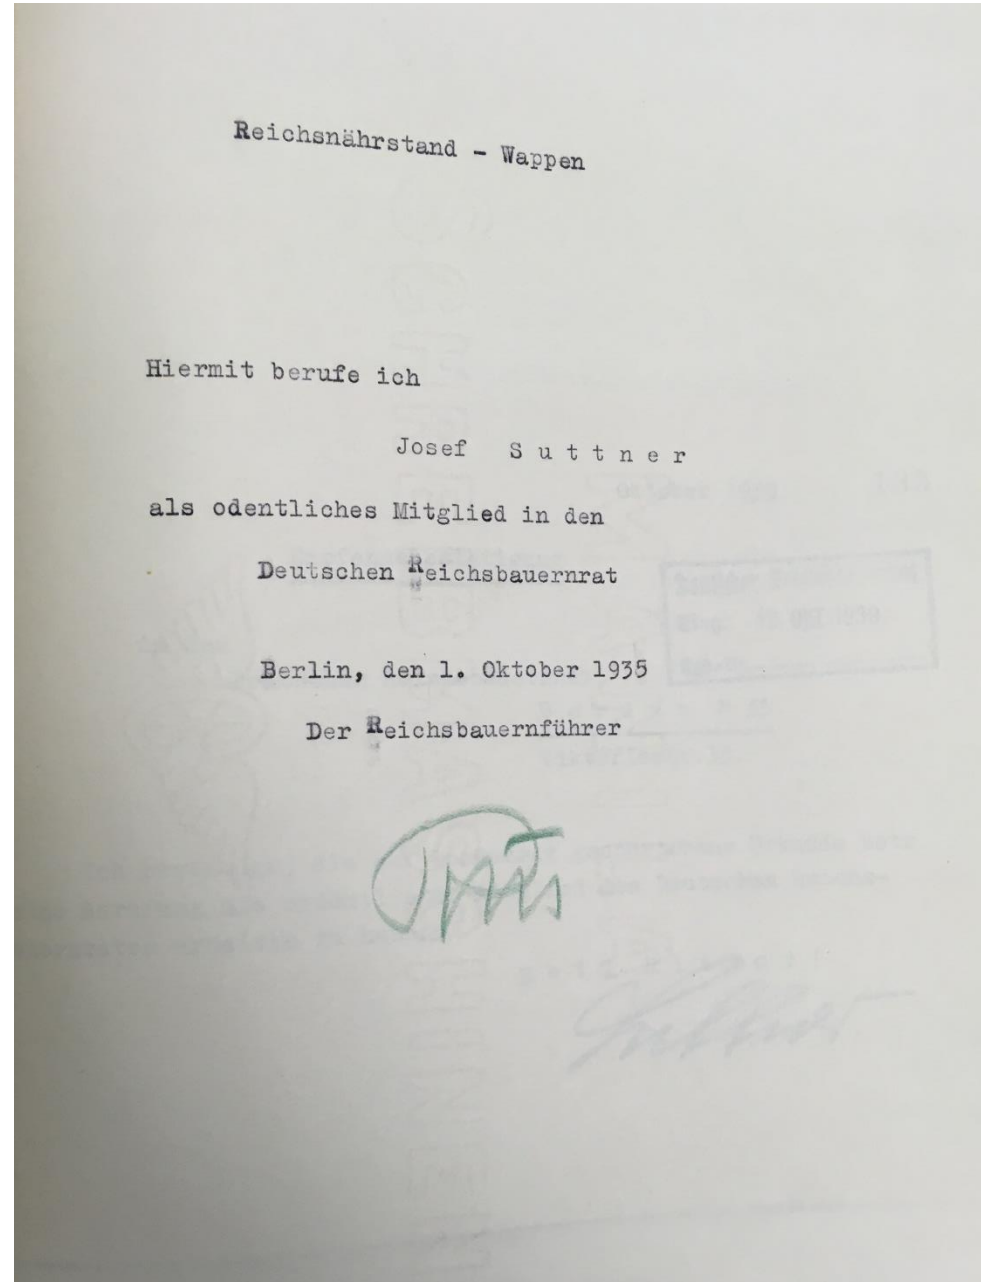 Reichsnährstand - Wappen
Hiermit berufe ich
Josef S u t t n e r
als odentliches Mitglied in den
Deutschen Reichsbauernrat
Berlin, den 1. Oktober 1935
Der Reichsbauernführer